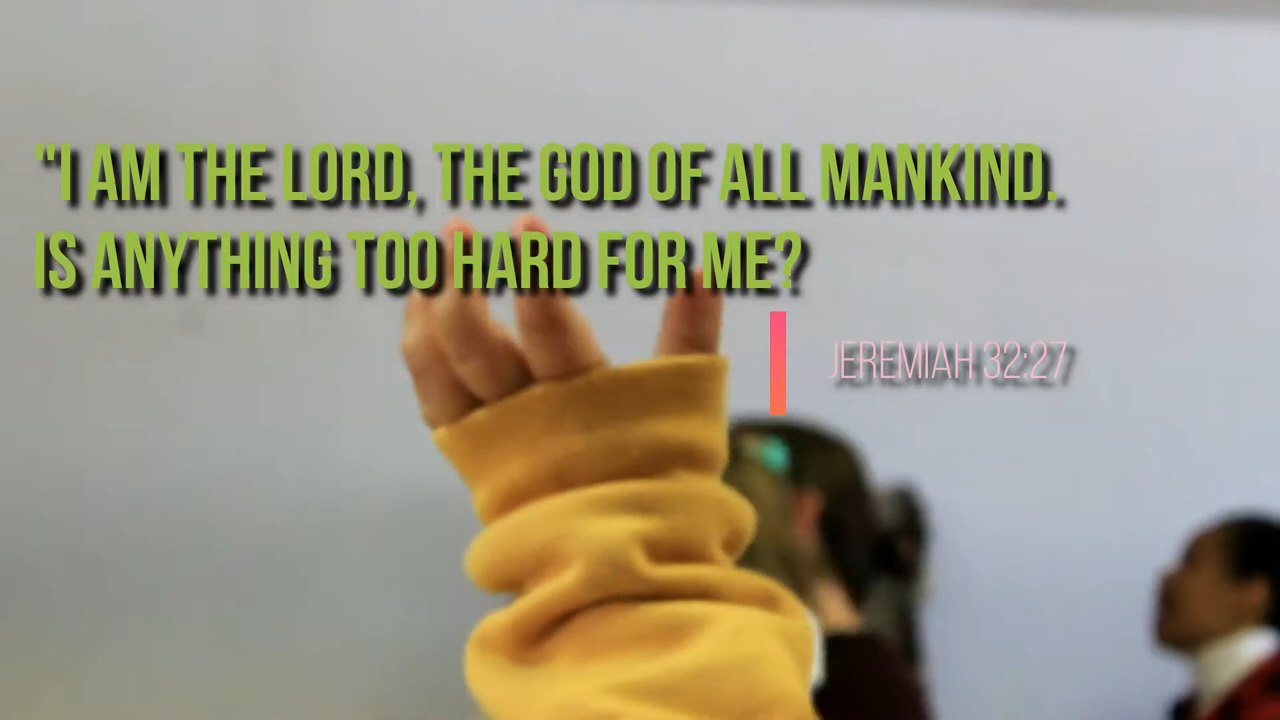 "I AM THE LORD, THE GOD OF ALL MANKIND.
IS ANYTHING TOO HARD FOR ME?
JEREMIAH 32:27